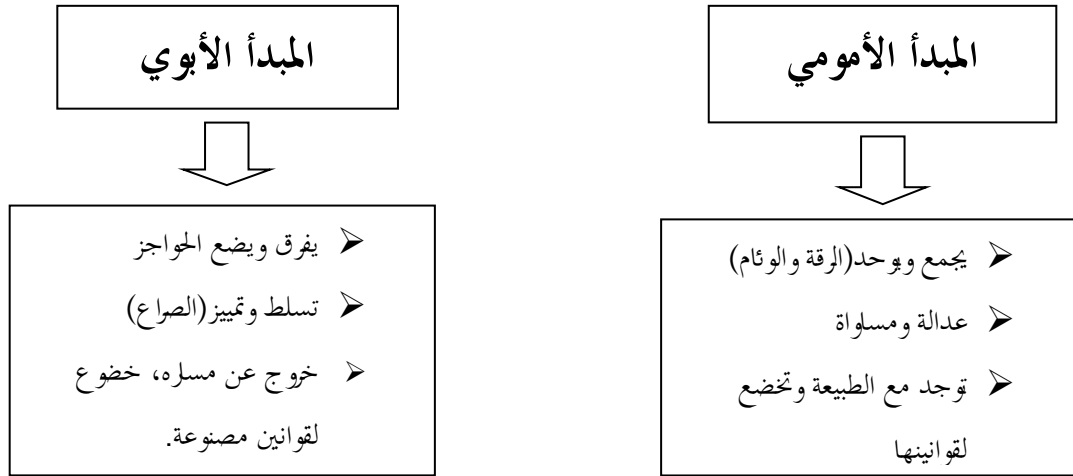 المبدأ الأمومي
يجمع ويوحد(الرقة والوئام)
عدالة ومساواة
توجد مع الطبيعة وتخضع
لقوانينها
المبدأ الأبوي
يفرق ويضع الحواجز
تسلط وتمييز(الصراع)
خروج عن مساره، خضوع
لقوانين مصنوعة.